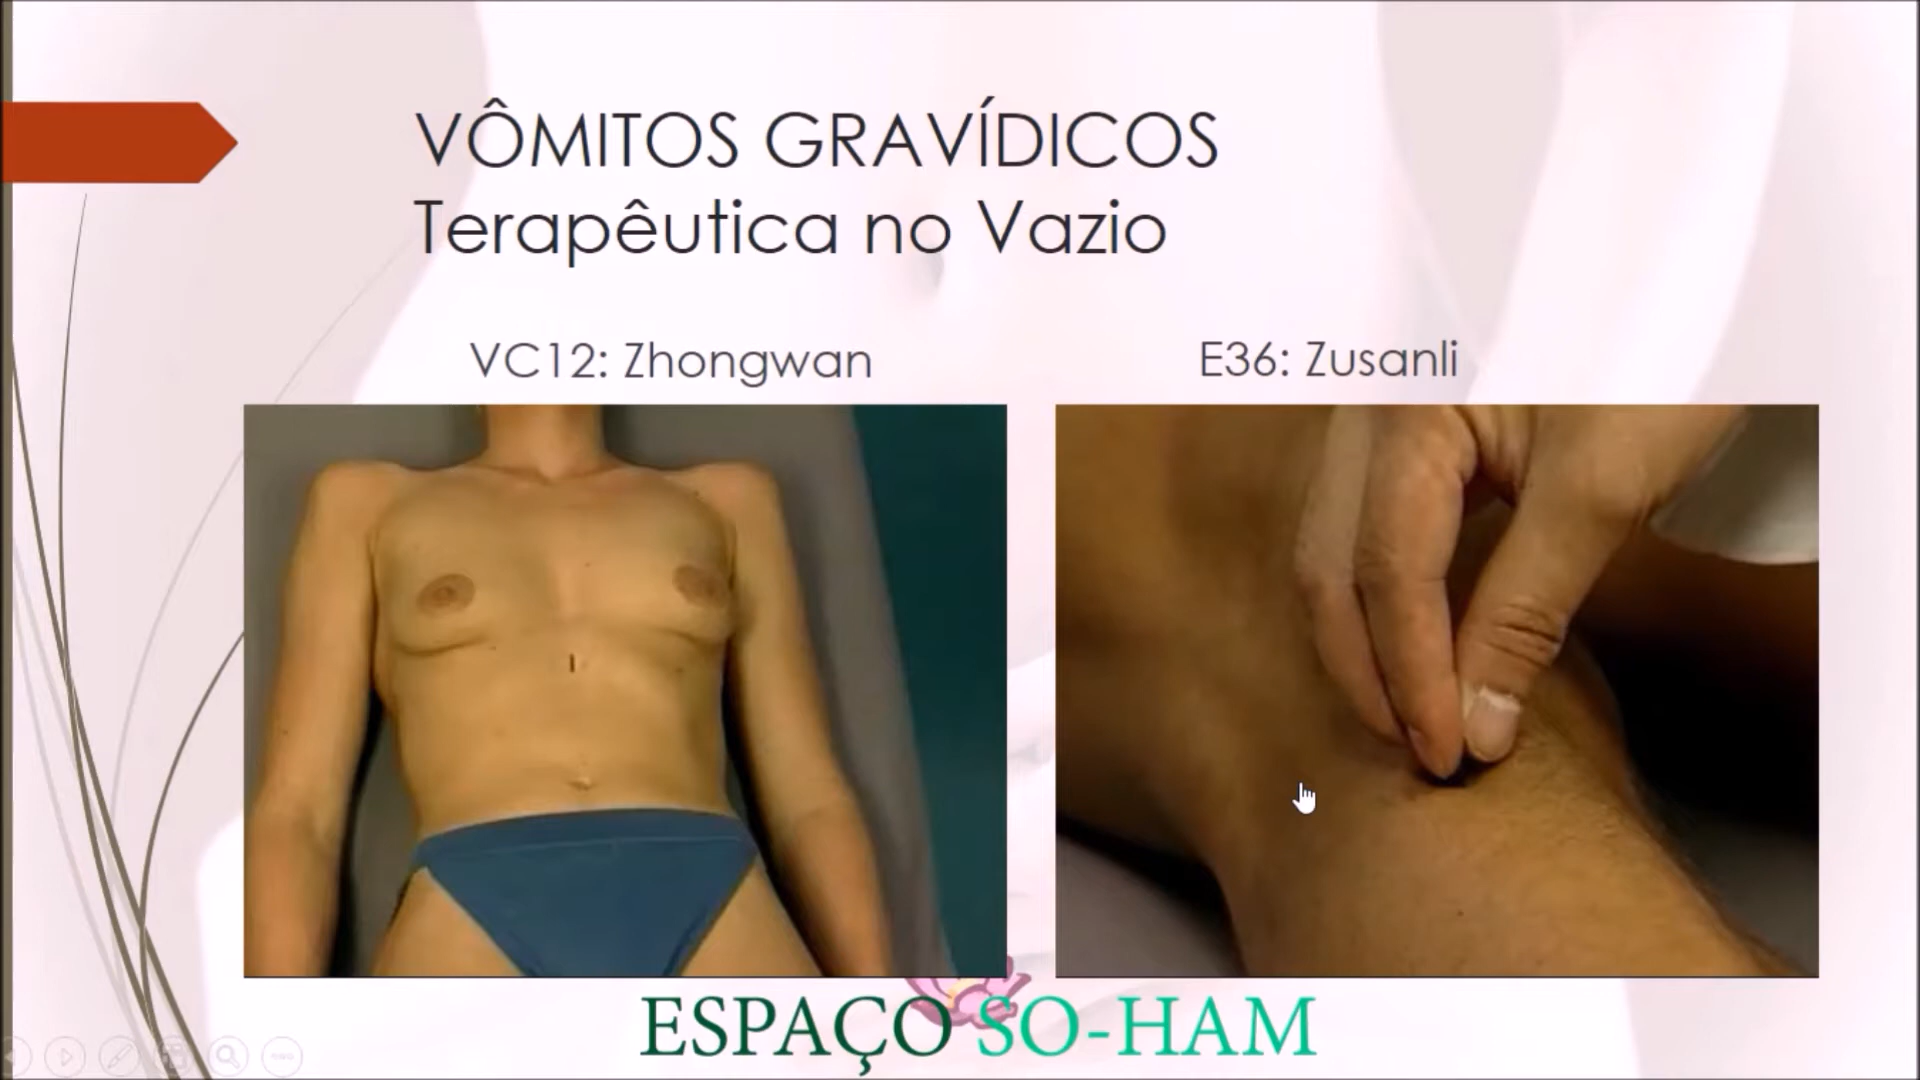 VÔMITOS GRAVÍDICOS
Terapêutica no Vazio
VC12: Zhongwan
E36: Zusanli
ESPAÇO SO-HAM